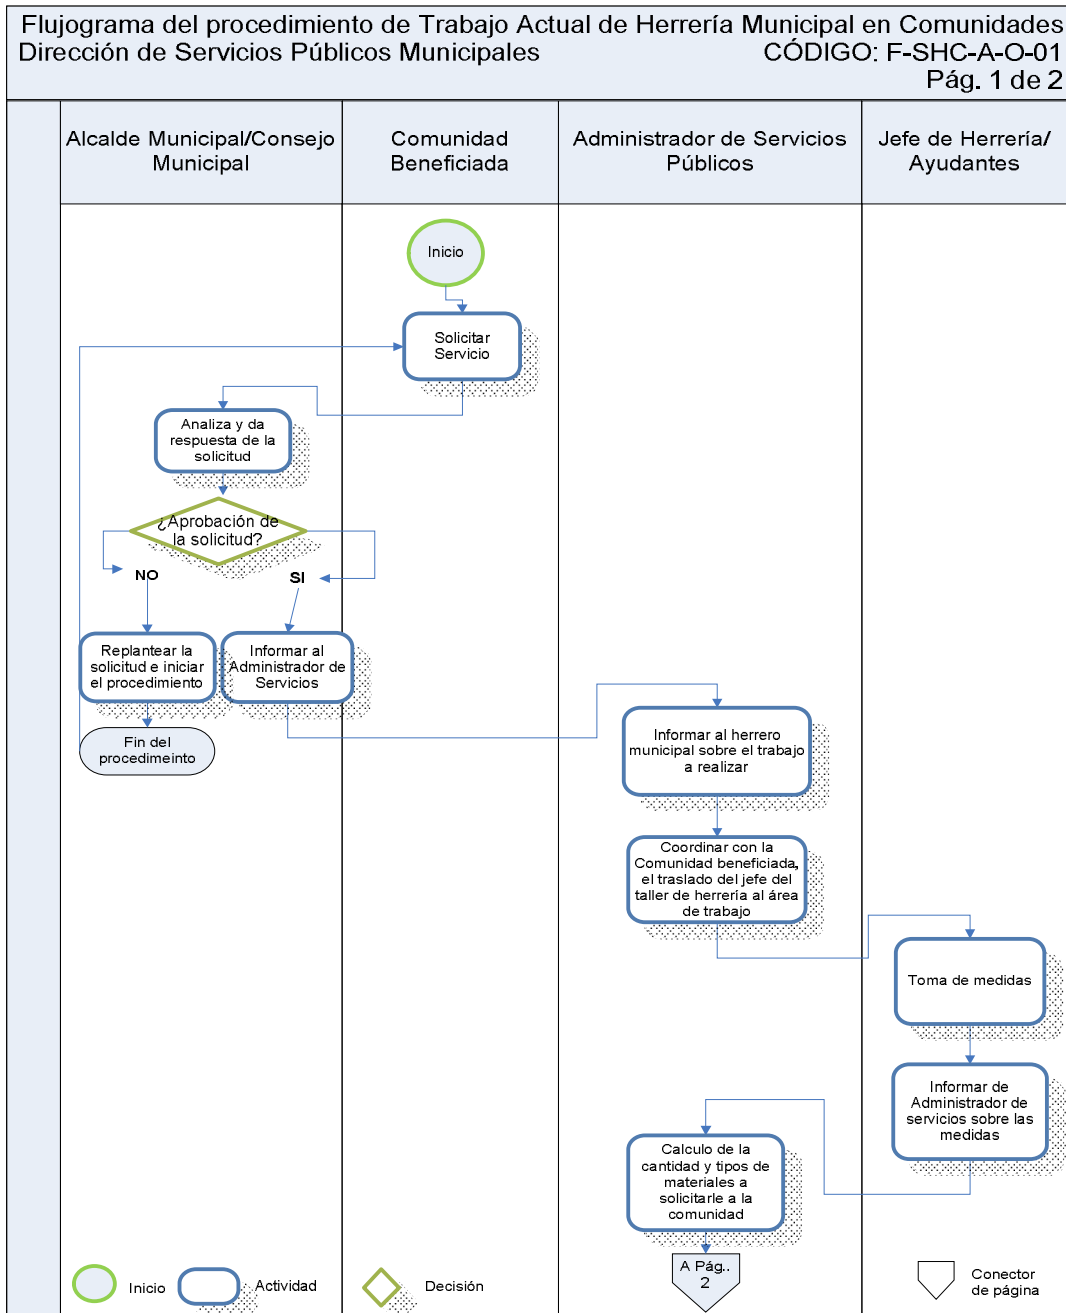 Flujograma del procedimiento de Trabajo Actual de Herrería Municipal en Comunidades
Dirección de Servicios Públicos Municipales CÓDIGO: F-SHC-A-O-01
Pág. 1 de 2
Alcalde Municipal/Consejo
Municipal
Comunidad
Beneficiada
Administrador de Servicios
Públicos
Jefe de Herrería/
Ayudantes
Inicio
Solicitar
Servicio
Analiza y da
respuesta de la
solicitud
¿Aprobación de
la solicitud?
NO
SI
Replantear la
solicitud e iniciar
el procedimiento
Informar al
Administrador de
Servicios
Fin del
procedimeinto
Informar al herrero
municipal sobre el trabajo
a realizar
Coordinar con la
Comunidad beneficiada,
el traslado del jefe del
taller de herrería al área
de trabajo
Toma de medidas
Informar de
Administrador de
servicios sobre las
medidas
Calculo de la
cantidad y tipos de
materiales a
solicitarle a la
comunidad
A Pág..
2
Inicio
Actividad
Decisión
Conector
de página